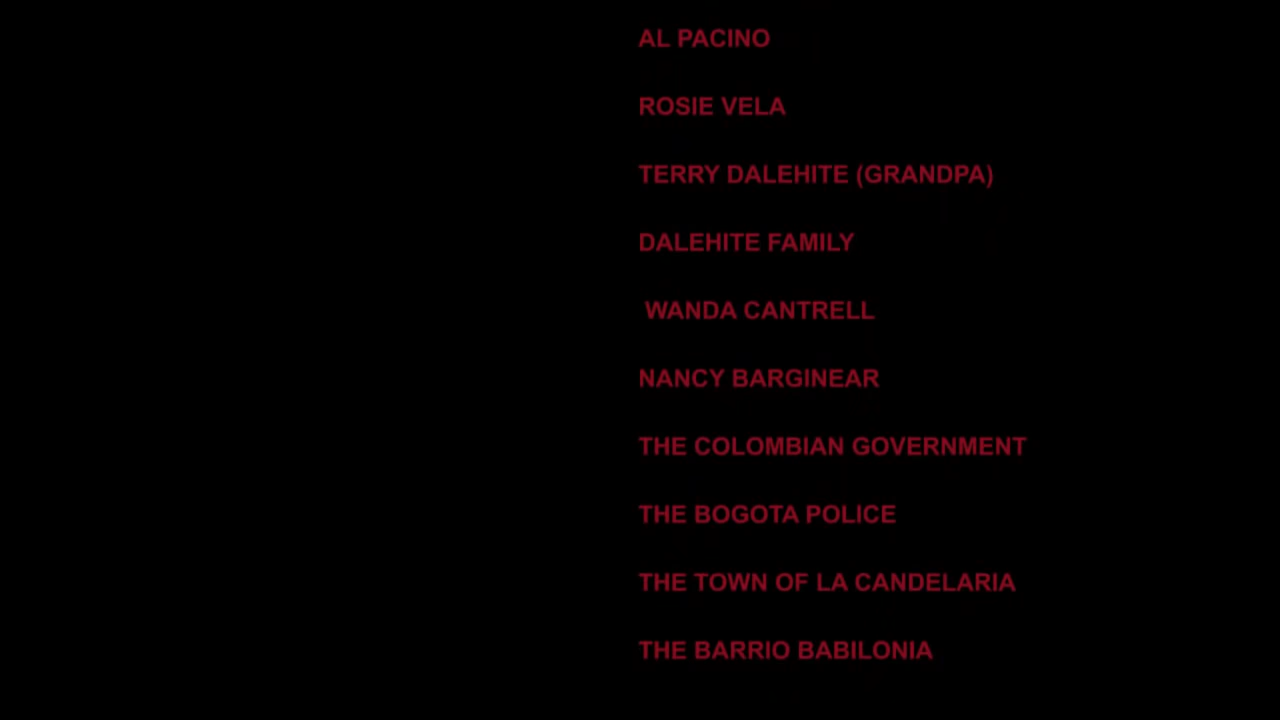 AL PACINO
ROSIE VELA
TERRY DALEHITE (GRANDPA)
DALEHITE FAMILY
WANDA CANTRELL
NANCY BARGINEAR
THE COLOMBIAN GOVERNMENT
THE BOGOTA POLICE
THE TOWN OF LA CANDELARIA
THE BARRIO BABILONIA